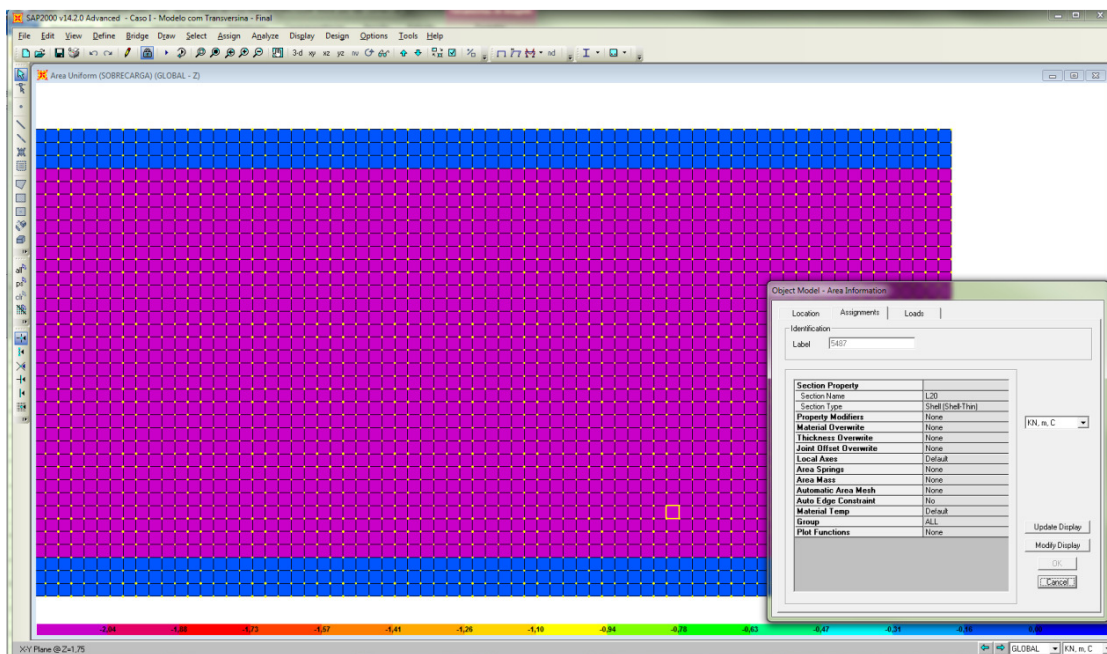 SAP2000 v14.2.0 Advanced - Caso I - Modelo com Transversina - Final
File Edit View Define Bridge Draw Select Assign Analyze Display Design Options Tools Help
3-d xy xz yz nv nd
Area Uniform (SOBRECARGA) (GLOBAL - Z)
Object Model - Area Information
Location Assignments Loads
Identification
Label 5487
Section Property
Section Name L20
Section Type Shell (Shell-Thin)
Property Modifiers None
Material Overwrite None
Thickness Overwrite None
Joint Offset Overwrite None
Local Axes Default
Area Springs None
Area Mass None
Automatic Area Mesh None
Auto Edge Constraint No
Material Temp Default
Group ALL
Plot Functions None
KN, m, C
Update Display
Modify Display
OK
Cancel
-2,04 -1,88 -1,73 -1,57 -1,41 -1,26 -1,10 -0,94 -0,78 -0,63 -0,47 -0,31
X-Y Plane @ Z=1.75 GLOBAL KN, m, C